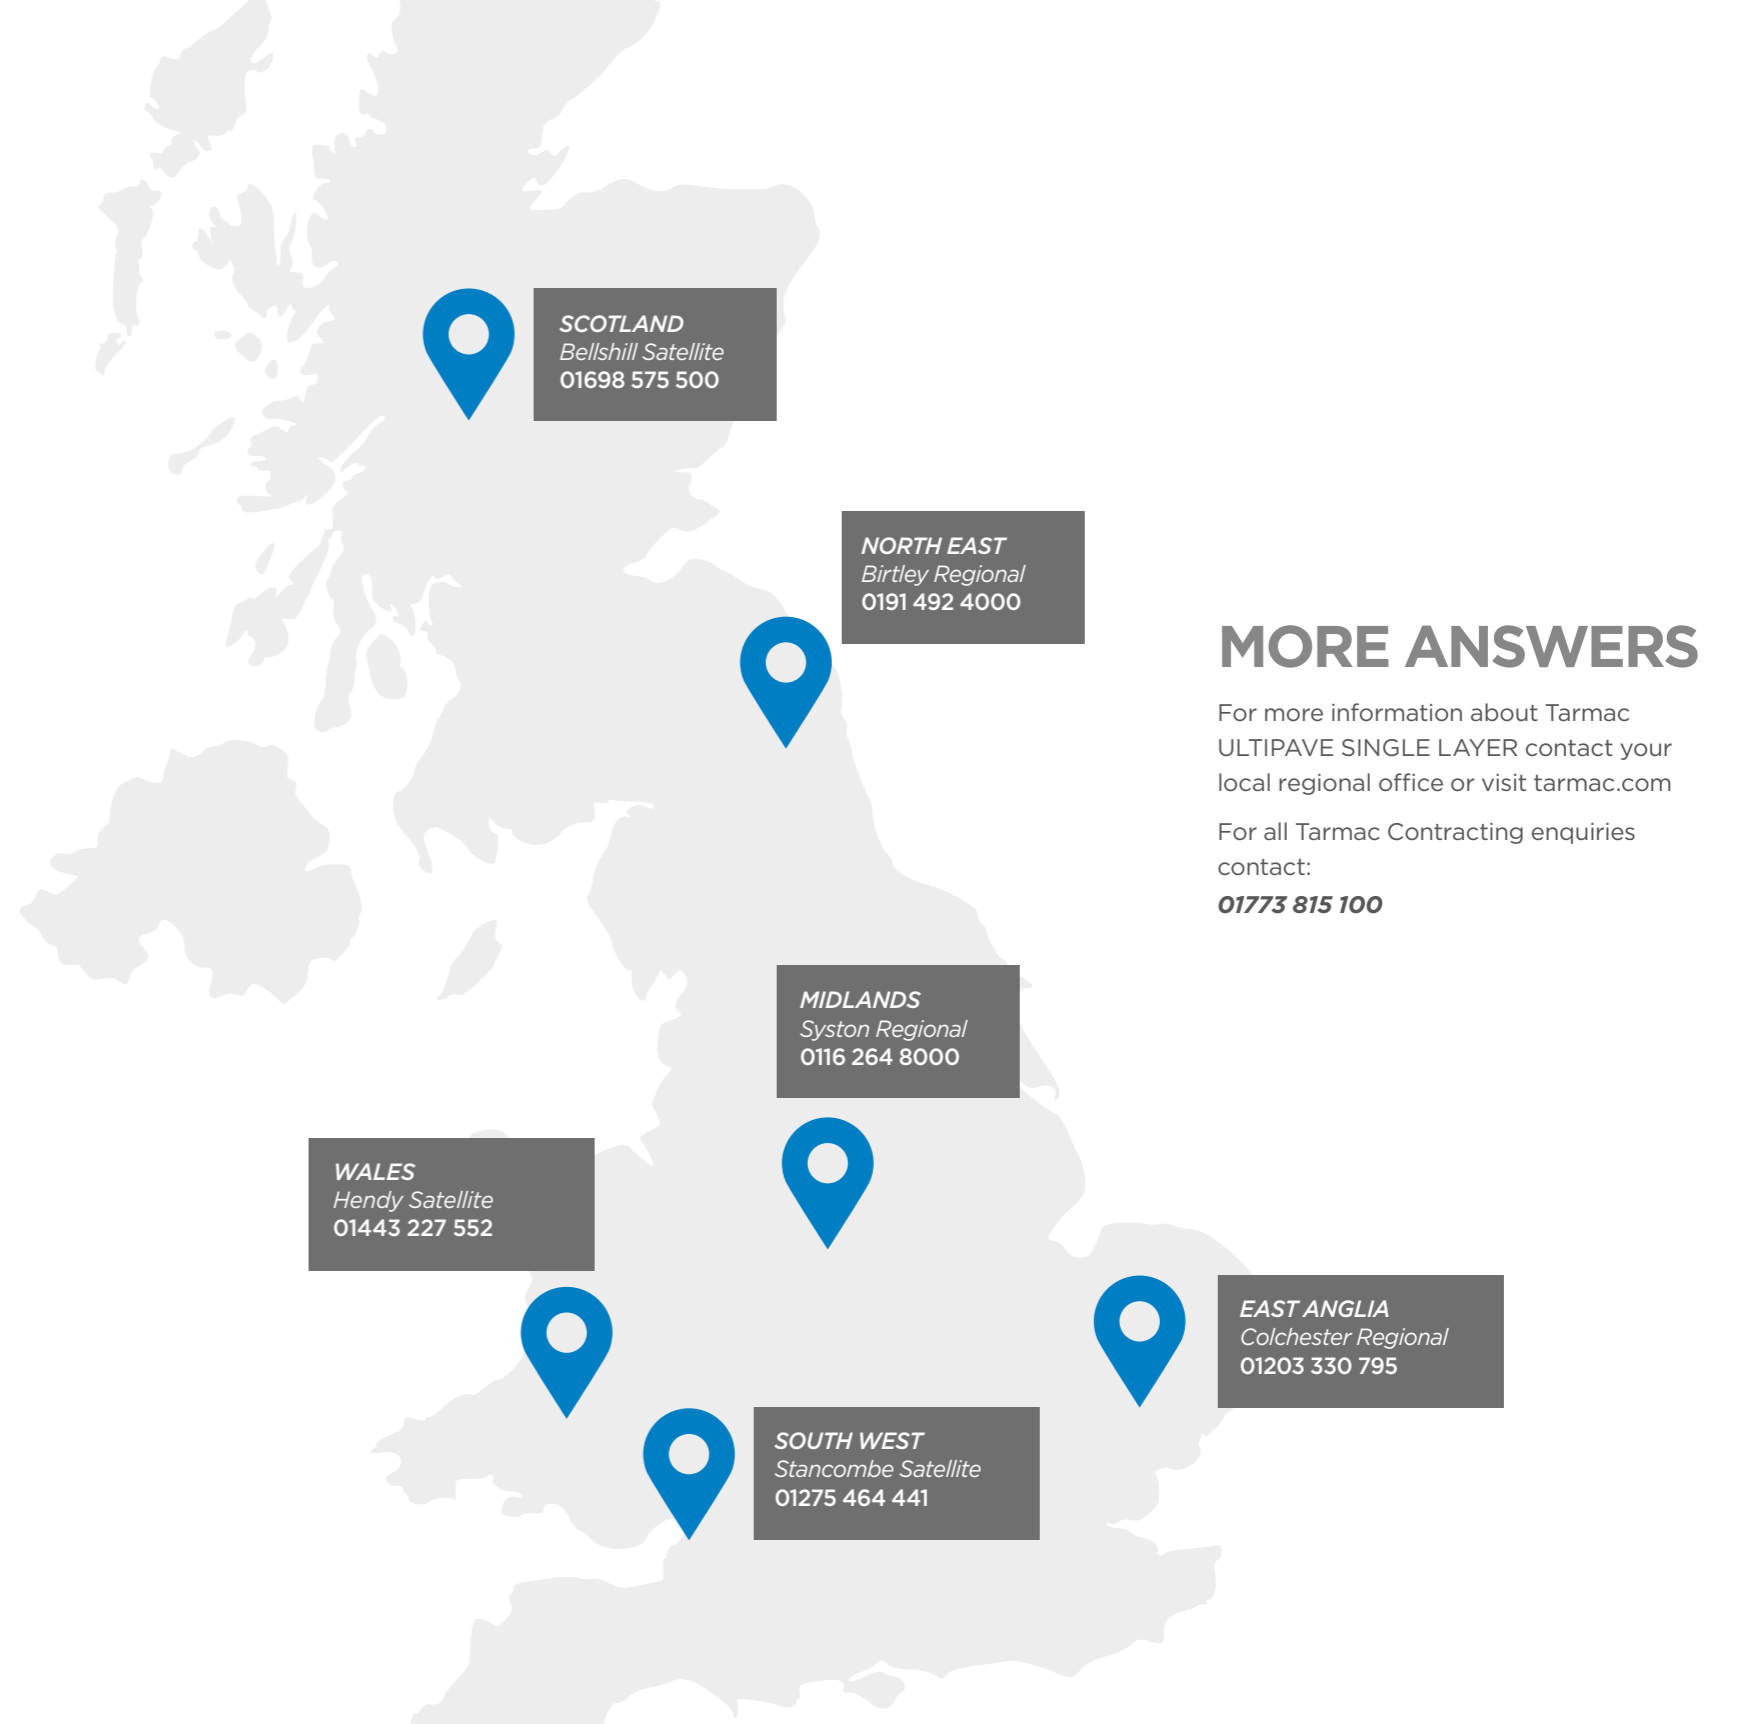 SCOTLAND
Bellshill Satellite
01698 575 500
NORTH EAST
Birtley Regional
0191 492 4000
MORE ANSWERS
For more information about Tarmac
ULTIPAVE SINGLE LAYER contact your
local regional office or visit tarmac.com
For all Tarmac Contracting enquiries
contact:
01773 815 100
MIDLANDS
Syston Regional
0116 264 8000
WALES
Hendy Satellite
01443 227 552
EAST ANGLIA
Colchester Regional
01203 330 795
SOUTH WEST
Stancombe Satellite
01275 464 441